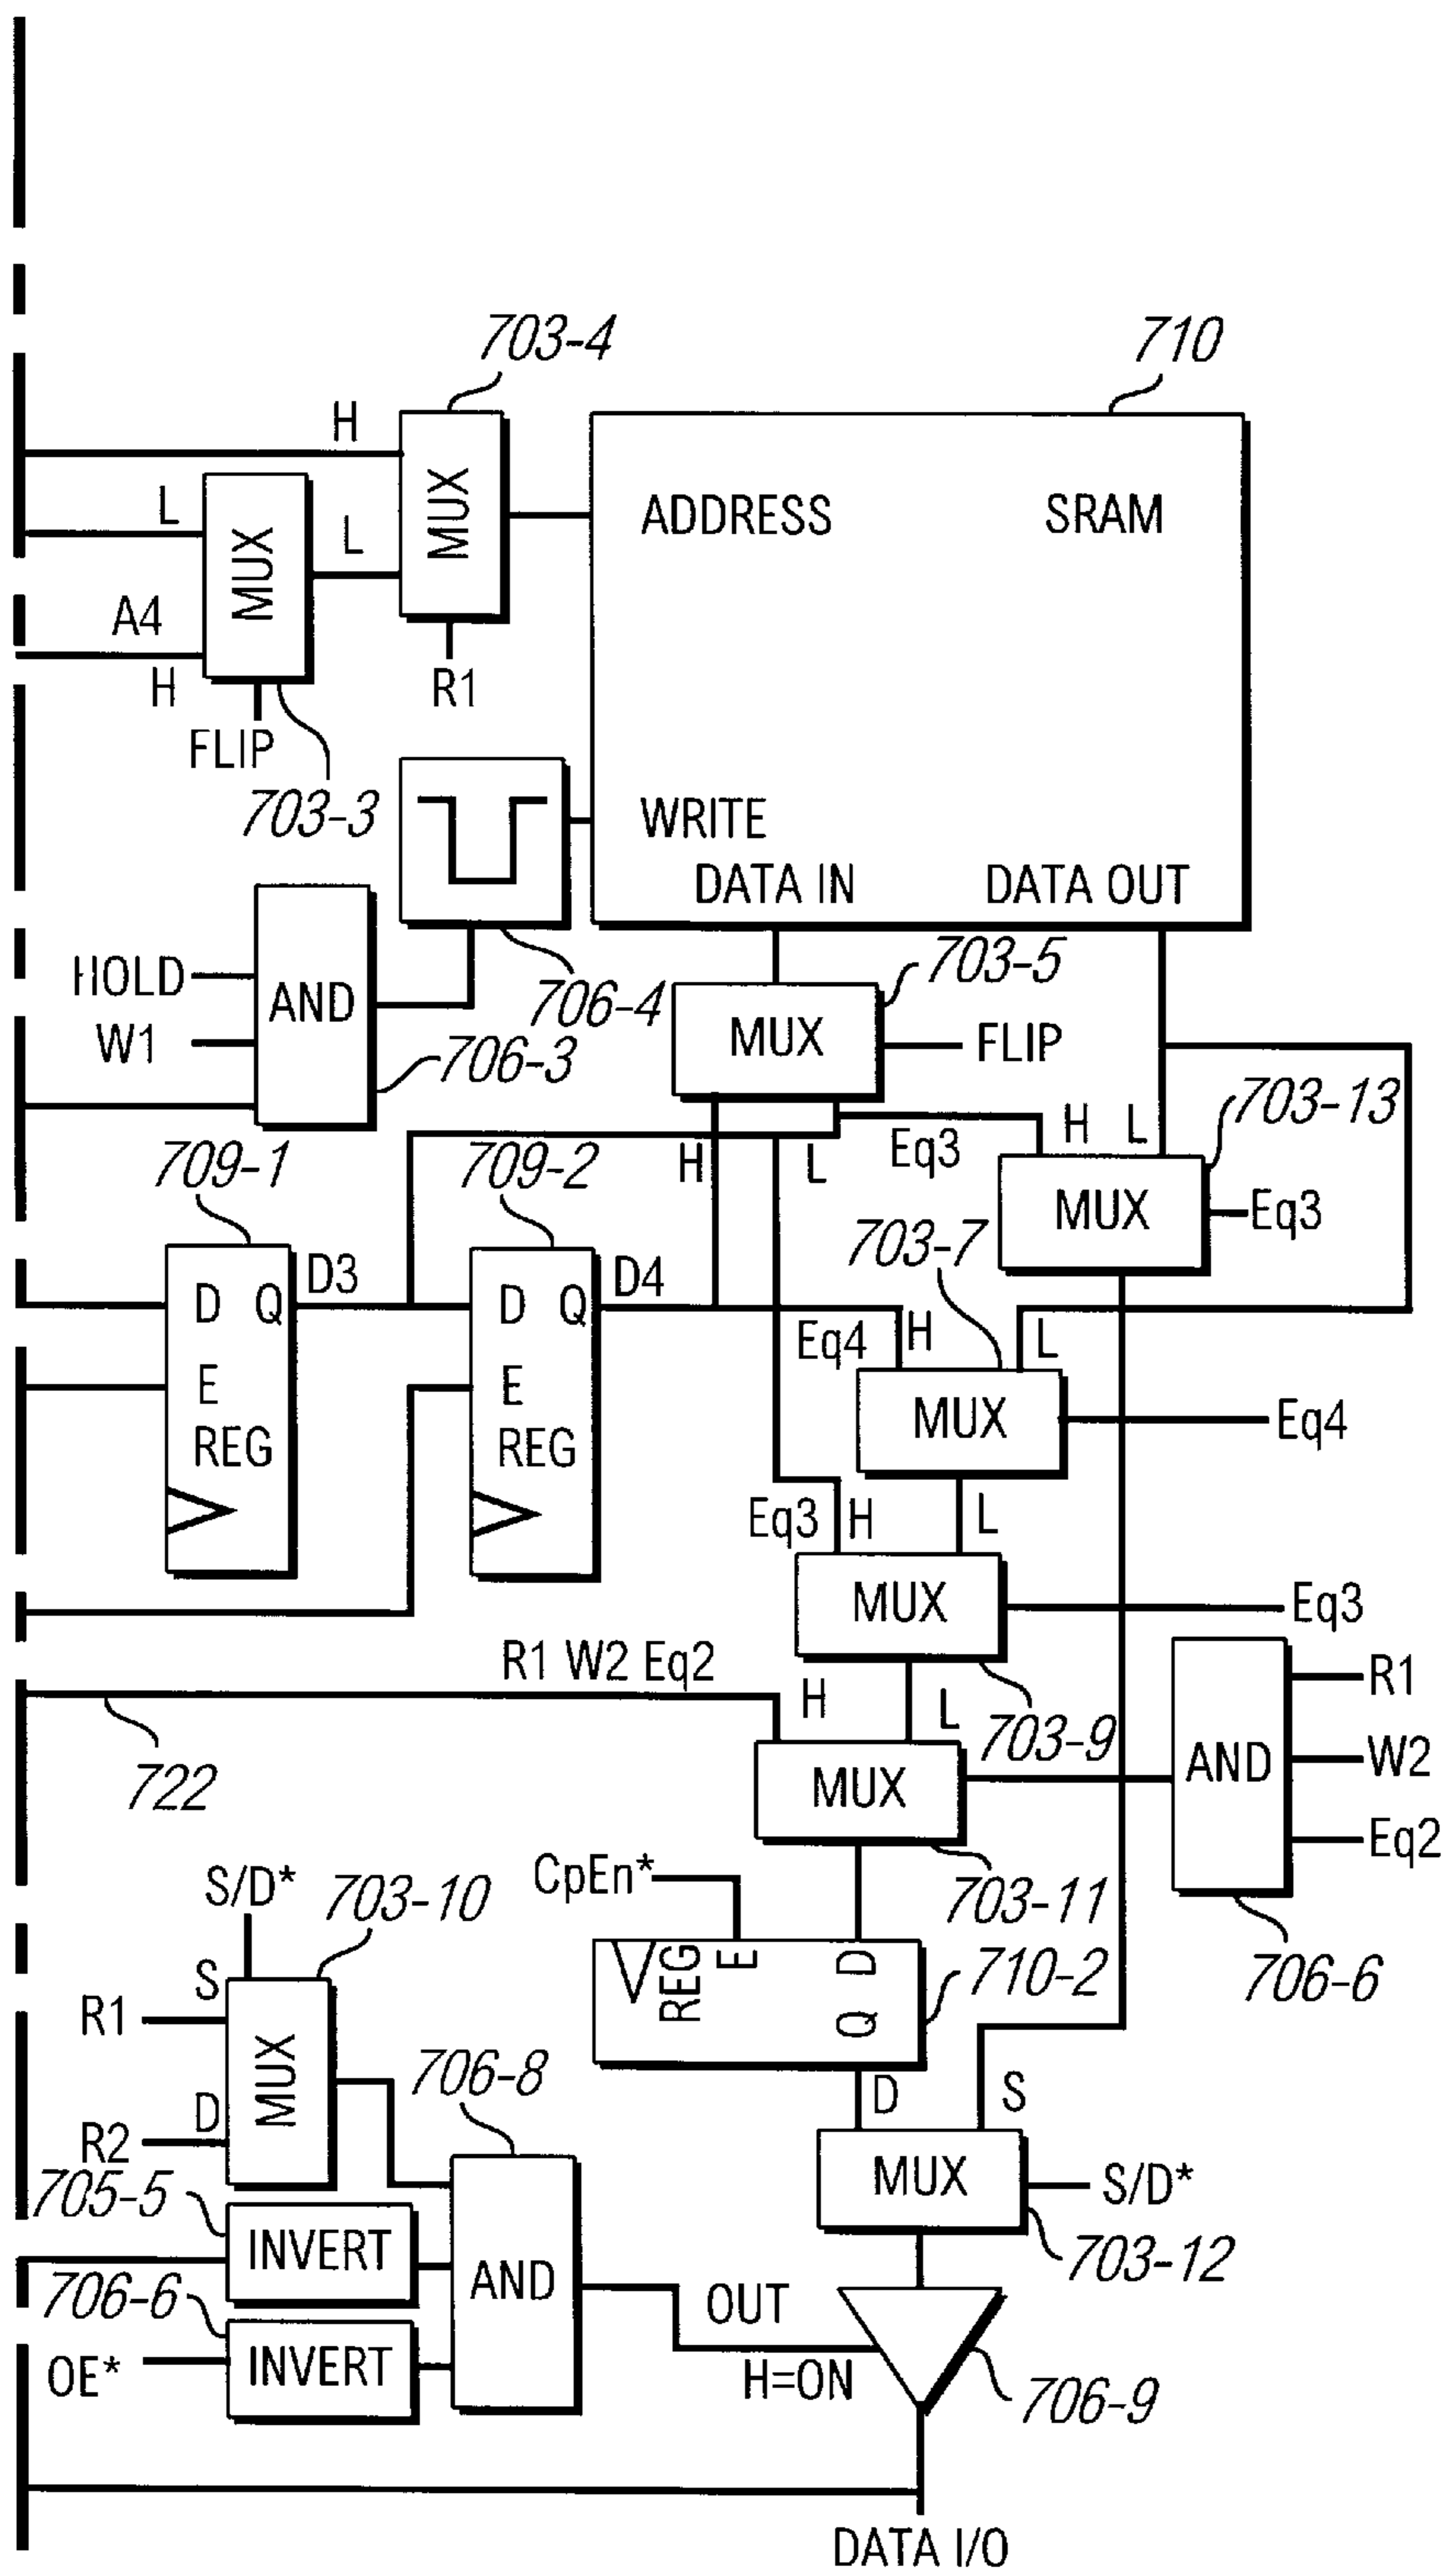 703-4
710
H
MUX
L
MUX
L
ADDRESS
SRAM
A4
H
R1
FLIP
703-3
WRITE
DATA IN
DATA OUT
HOLD
W1
AND
706-4
706-3
703-5
MUX
FLIP
703-13
709-1
709-2
H
L
Eq3
H
L
MUX
Eq3
703-7
D Q
D3
E
REG
D Q
D4
E
REG
Eq4
H
L
MUX
Eq4
Eq3
H
L
MUX
Eq3
R1 W2 Eq2
H
L
703-9
722
MUX
AND
R1
W2
Eq2
706-6
703-11
CpEn*
REG
E
D
Q
710-2
S/D*
703-10
S
R1
MUX
D
R2
706-8
D
S
MUX
S/D*
703-12
705-5
INVERT
AND
706-6
OE*
INVERT
OUT
H=ON
706-9
DATA I/O